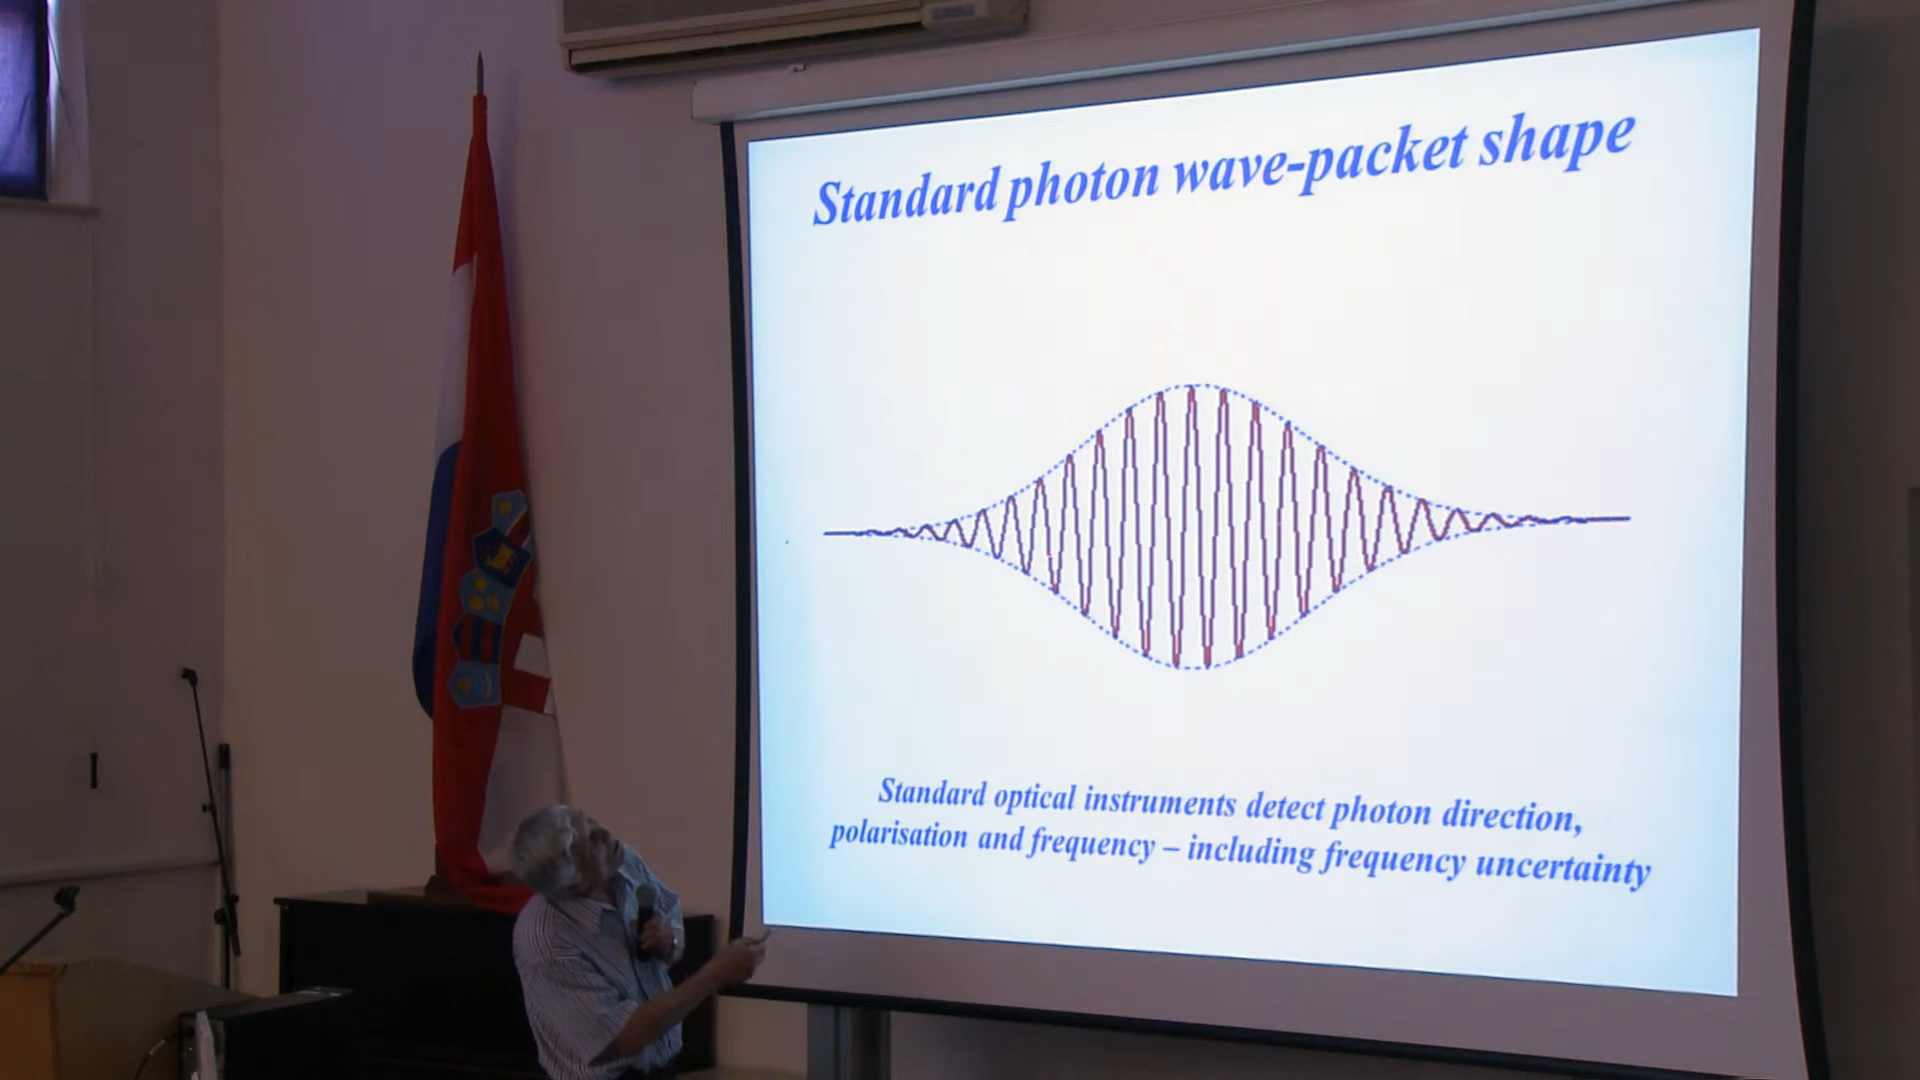 Standard photon wave-packet shape
Standard optical instruments detect photon direction,
polarisation and frequency – including frequency uncertainty